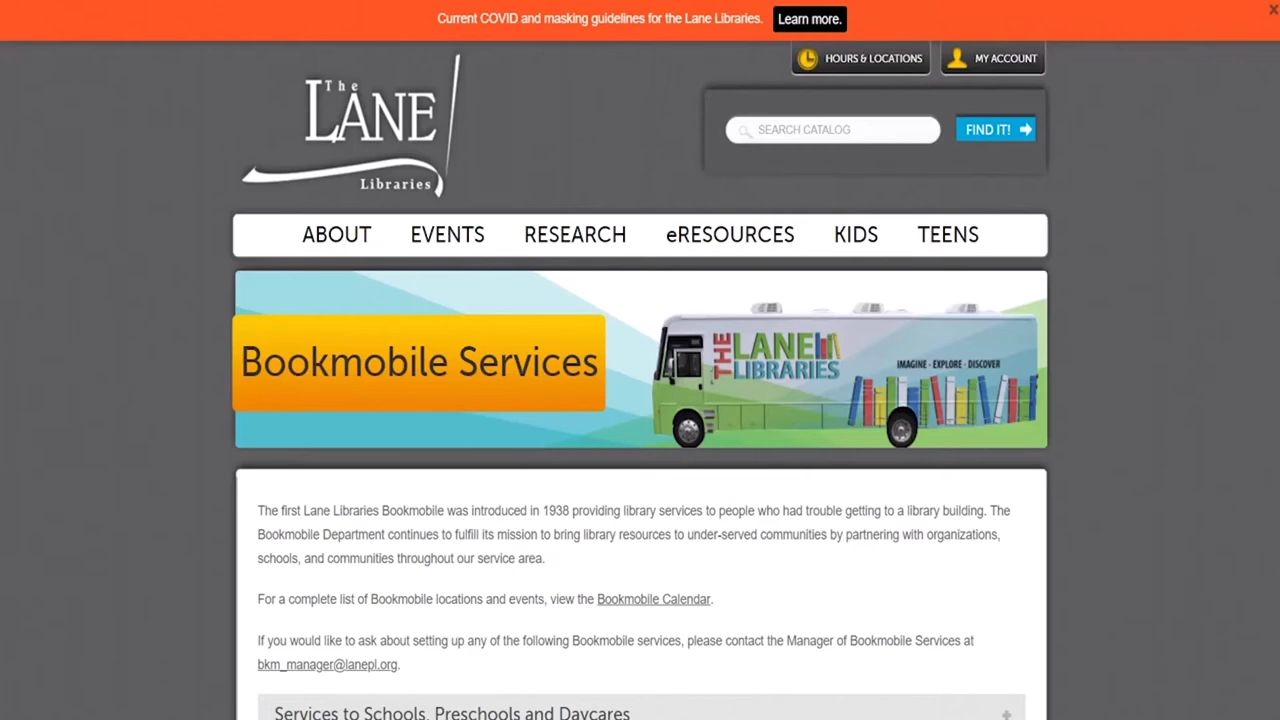 Current COVID and masking guidelines for the Lane Libraries. Learn more.
x
HOURS & LOCATIONS
MY ACCOUNT
The
LANE
Libraries
SEARCH CATALOG
FIND IT!
ABOUT EVENTS RESEARCH eRESOURCES KIDS TEENS
Bookmobile Services
THE LANE
LIBRARIES
IMAGINE · EXPLORE · DISCOVER
The first Lane Libraries Bookmobile was introduced in 1938 providing library services to people who had trouble getting to a library building. The
Bookmobile Department continues to fulfill its mission to bring library resources to under-served communities by partnering with organizations,
schools, and communities throughout our service area.
For a complete list of Bookmobile locations and events, view the Bookmobile Calendar.
If you would like to ask about setting up any of the following Bookmobile services, please contact the Manager of Bookmobile Services at
bkm_manager@lanepl.org.
Services to Schools, Preschools and Daycares